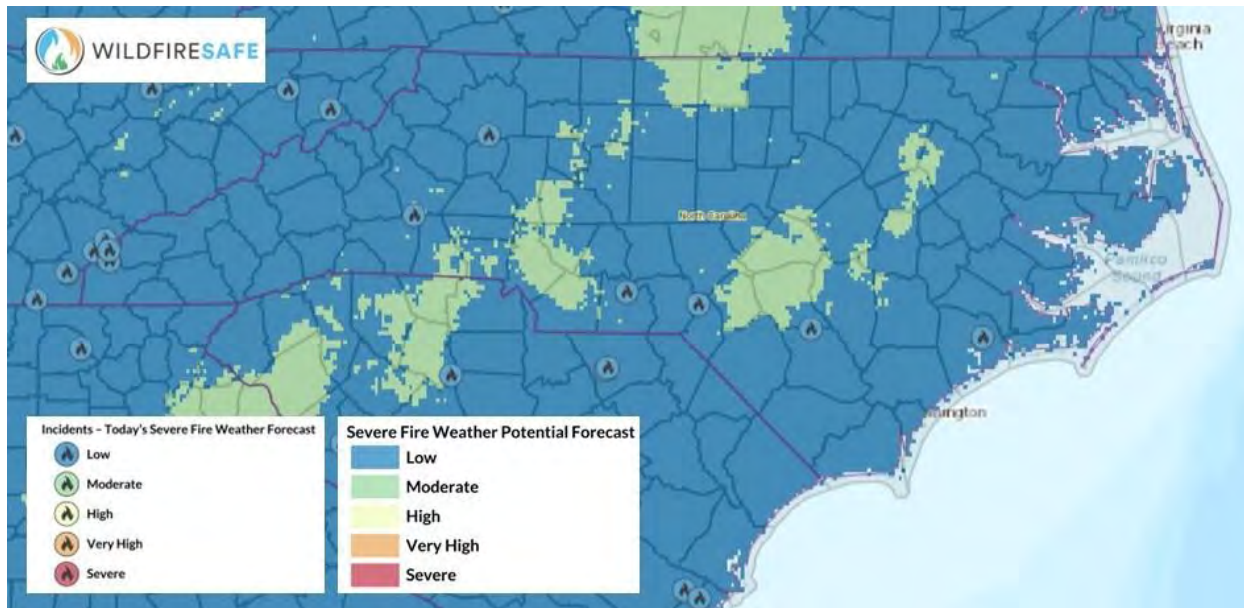 WILDFIRESAFE
Virginia
Beach
North Carolina
Pamlico
Sound
Incidents – Today's Severe Fire Weather Forecast
Low
Moderate
High
Very High
Severe
Severe Fire Weather Potential Forecast
Low
Moderate
High
Very High
Severe